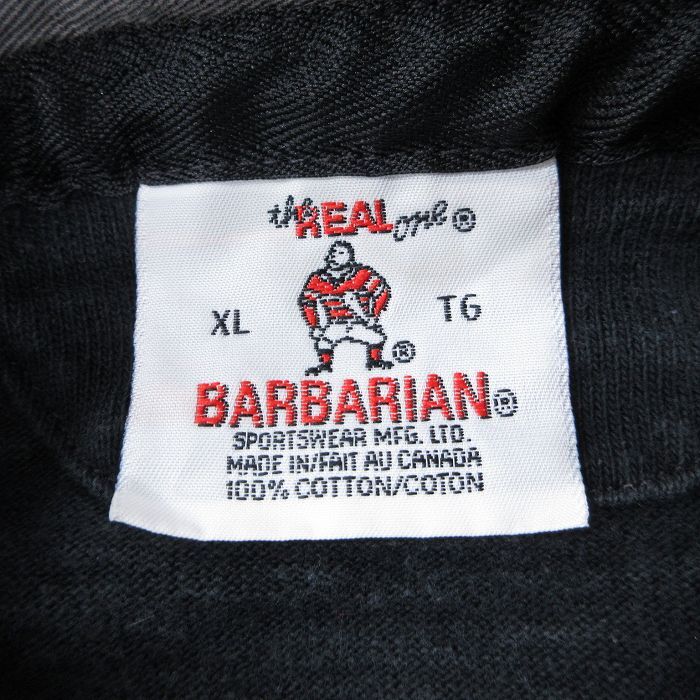 the REAL one ®
XL TG
®
BARBARIAN®
SPORTSWEAR MFG. LTD.
MADE IN/FAIT AU CANADA
100% COTTON/COTON